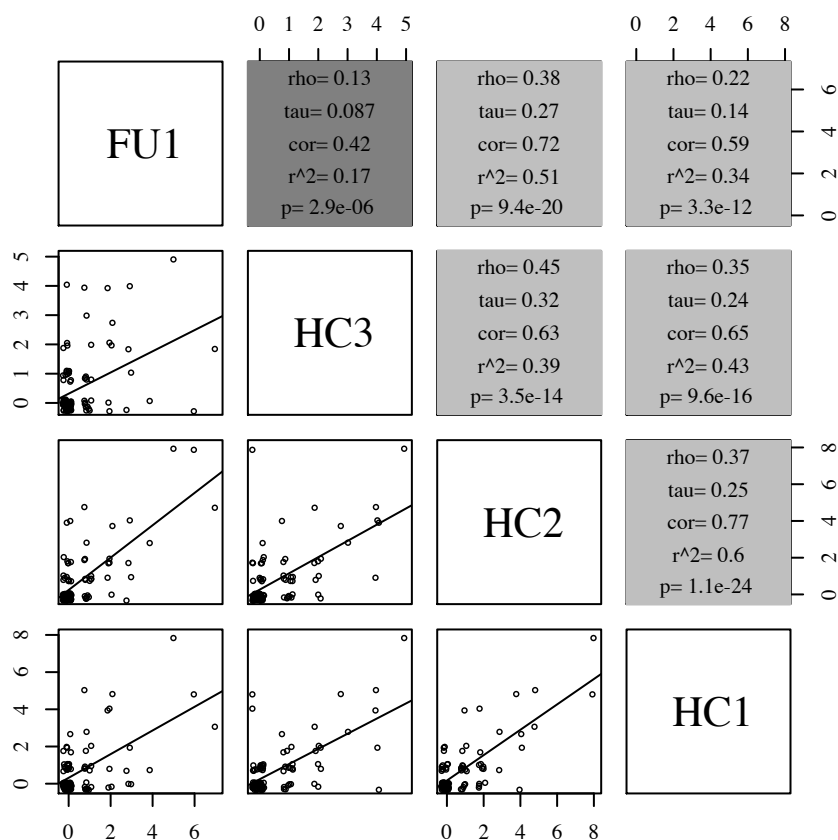 0 1 2 3 4 5
0 2 4 6 8
FU1
rho= 0.13
tau= 0.087
cor= 0.42
r^2= 0.17
p= 2.9e-06
rho= 0.38
tau= 0.27
cor= 0.72
r^2= 0.51
p= 9.4e-20
rho= 0.22
tau= 0.14
cor= 0.59
r^2= 0.34
p= 3.3e-12
0 2 4 6
0 1 2 3 4 5
HC3
rho= 0.45
tau= 0.32
cor= 0.63
r^2= 0.39
p= 3.5e-14
rho= 0.35
tau= 0.24
cor= 0.65
r^2= 0.43
p= 9.6e-16
HC2
rho= 0.37
tau= 0.25
cor= 0.77
r^2= 0.6
p= 1.1e-24
0 2 4 6 8
0 2 4 6 8
HC1
0 2 4 6
0 2 4 6 8